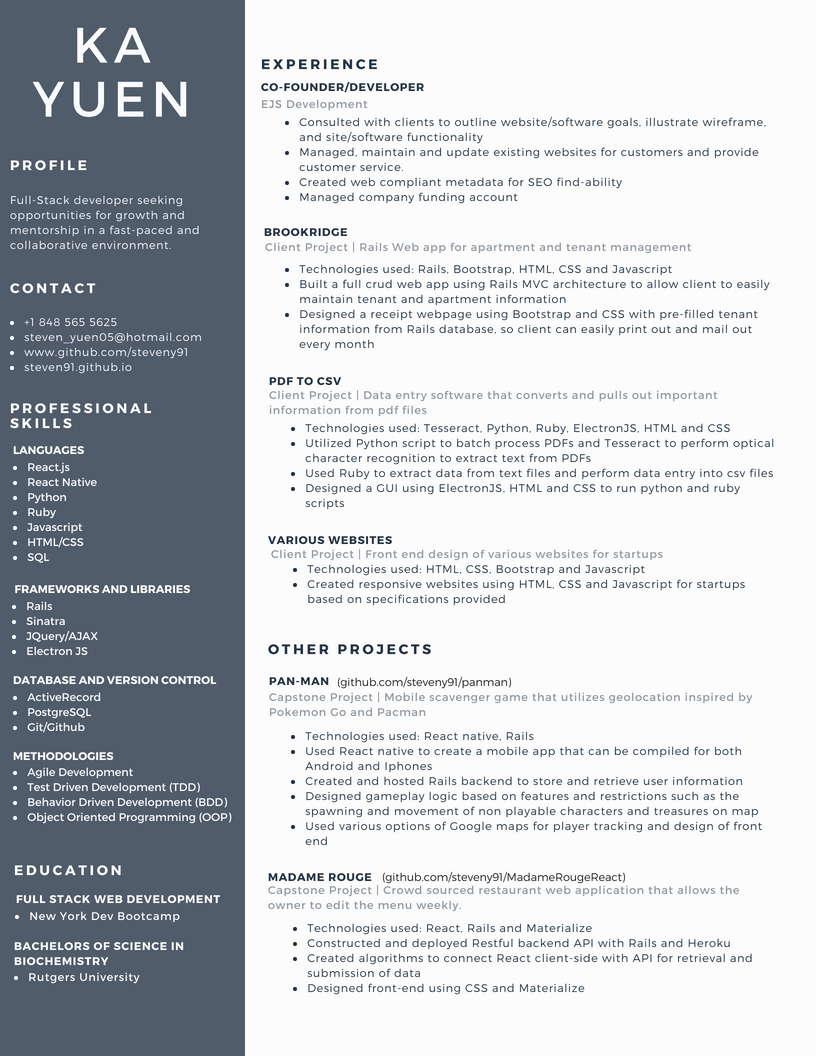 KA
YUEN
PROFILE
Full-Stack developer seeking
opportunities for growth and
mentorship in a fast-paced and
collaborative environment.
CONTACT
+1 848 565 5625
steven_yuen05@hotmail.com
www.github.com/steveny91
steven91.github.io
PROFESSIONAL
SKILLS
LANGUAGES
React.js
React Native
Python
Ruby
Javascript
HTML/CSS
SQL
FRAMEWORKS AND LIBRARIES
Rails
Sinatra
JQuery/AJAX
Electron JS
DATABASE AND VERSION CONTROL
ActiveRecord
PostgreSQL
Git/Github
METHODOLOGIES
Agile Development
Test Driven Development (TDD)
Behavior Driven Development (BDD)
Object Oriented Programming (OOP)
EDUCATION
FULL STACK WEB DEVELOPMENT
New York Dev Bootcamp
BACHELORS OF SCIENCE IN
BIOCHEMISTRY
Rutgers University
EXPERIENCE
CO-FOUNDER/DEVELOPER
EJS Development
Consulted with clients to outline website/software goals, illustrate wireframe,
and site/software functionality
Managed, maintain and update existing websites for customers and provide
customer service.
Created web compliant metadata for SEO find-ability
Managed company funding account
BROOKRIDGE
Client Project | Rails Web app for apartment and tenant management
Technologies used: Rails, Bootstrap, HTML, CSS and Javascript
Built a full crud web app using Rails MVC architecture to allow client to easily
maintain tenant and apartment information
Designed a receipt webpage using Bootstrap and CSS with pre-filled tenant
information from Rails database, so client can easily print out and mail out
every month
PDF TO CSV
Client Project | Data entry software that converts and pulls out important
information from pdf files
Technologies used: Tesseract, Python, Ruby, ElectronJS, HTML and CSS
Utilized Python script to batch process PDFs and Tesseract to perform optical
character recognition to extract text from PDFs
Used Ruby to extract data from text files and perform data entry into csv files
Designed a GUI using ElectronJS, HTML and CSS to run python and ruby
scripts
VARIOUS WEBSITES
Client Project | Front end design of various websites for startups
Technologies used: HTML, CSS, Bootstrap and Javascript
Created responsive websites using HTML, CSS and Javascript for startups
based on specifications provided
OTHER PROJECTS
PAN-MAN (github.com/steveny91/panman)
Capstone Project | Mobile scavenger game that utilizes geolocation inspired by
Pokemon Go and Pacman
Technologies used: React native, Rails
Used React native to create a mobile app that can be compiled for both
Android and Iphones
Created and hosted Rails backend to store and retrieve user information
Designed gameplay logic based on features and restrictions such as the
spawning and movement of non playable characters and treasures on map
Used various options of Google maps for player tracking and design of front
end
MADAME ROUGE (github.com/steveny91/MadameRougeReact)
Capstone Project | Crowd sourced restaurant web application that allows the
owner to edit the menu weekly.
Technologies used: React, Rails and Materialize
Constructed and deployed Restful backend API with Rails and Heroku
Created algorithms to connect React client-side with API for retrieval and
submission of data
Designed front-end using CSS and Materialize